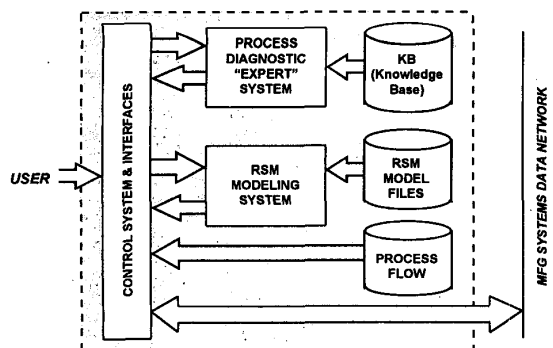 PROCESS
DIAGNOSTIC
"EXPERT"
SYSTEM
KB
(Knowledge
Base)
USER
CONTROL SYSTEM & INTERFACES
RSM
MODELING
SYSTEM
RSM
MODEL
FILES
PROCESS
FLOW
MFG SYSTEMS DATA NETWORK